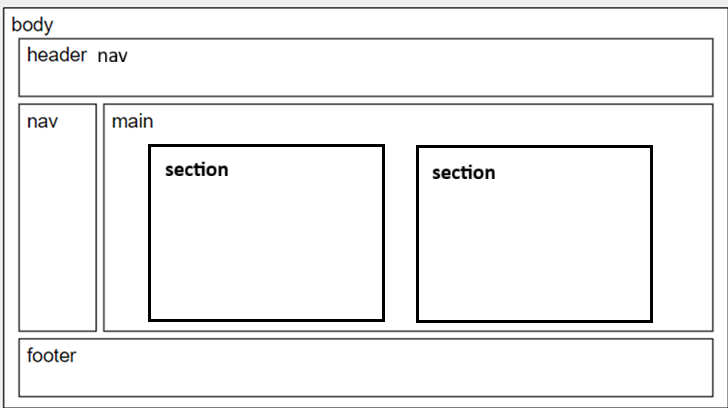 body
header nav
nav
main
section
section
footer